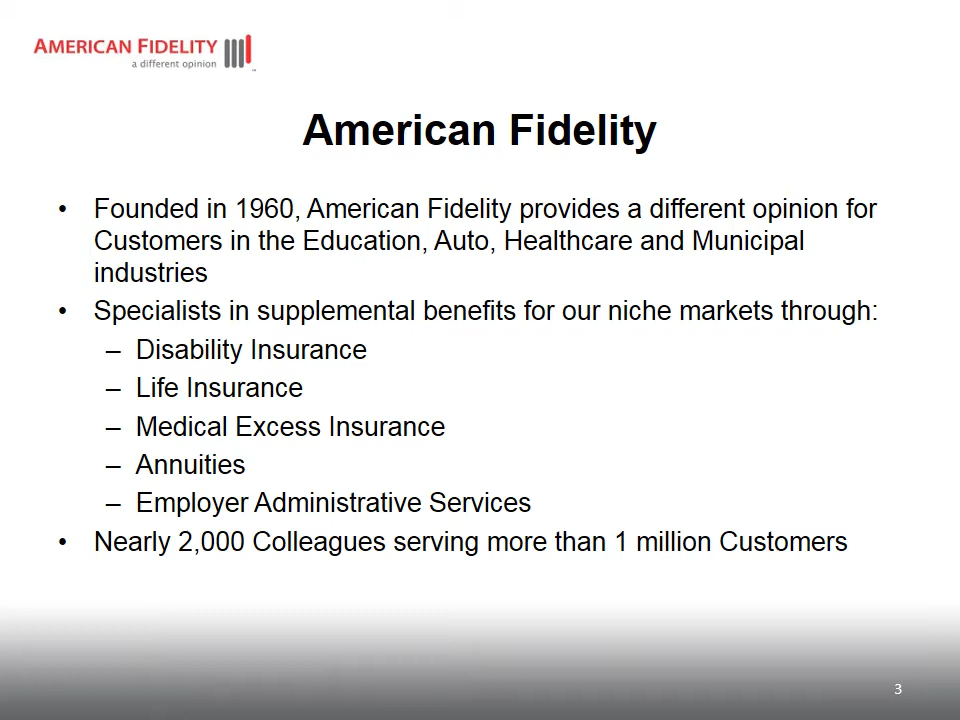 AMERICAN FIDELITY
a different opinion
™
American Fidelity
• Founded in 1960, American Fidelity provides a different opinion for
Customers in the Education, Auto, Healthcare and Municipal
industries
• Specialists in supplemental benefits for our niche markets through:
– Disability Insurance
– Life Insurance
– Medical Excess Insurance
– Annuities
– Employer Administrative Services
• Nearly 2,000 Colleagues serving more than 1 million Customers
3